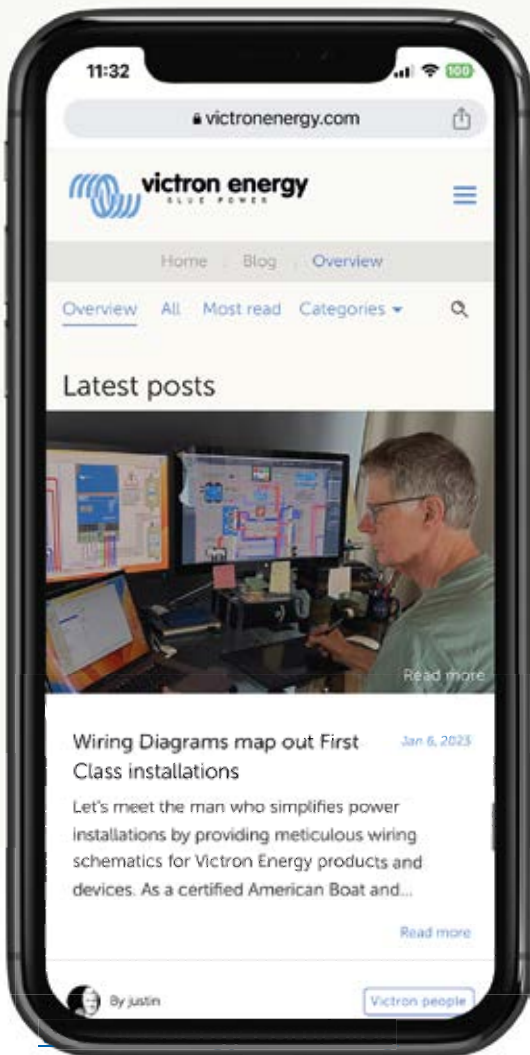 11:32
100
victronenergy.com
victron energy
BLUE POWER
Home Blog Overview
Overview All Most read Categories
Latest posts
Read more
Wiring Diagrams map out First Jan 6, 2023
Class installations
Let's meet the man who simplifies power
installations by providing meticulous wiring
schematics for Victron Energy products and
devices. As a certified American Boat and...
Read more
By justin Victron people